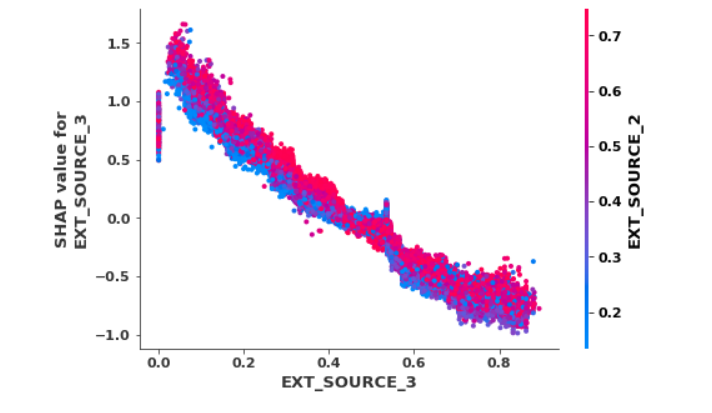 1.5
1.0
0.5
0.0
−0.5
−1.0
SHAP value for
EXT_SOURCE_3
0.0 0.2 0.4 0.6 0.8
EXT_SOURCE_3
0.7
0.6
0.5
0.4
0.3
0.2
EXT_SOURCE_2